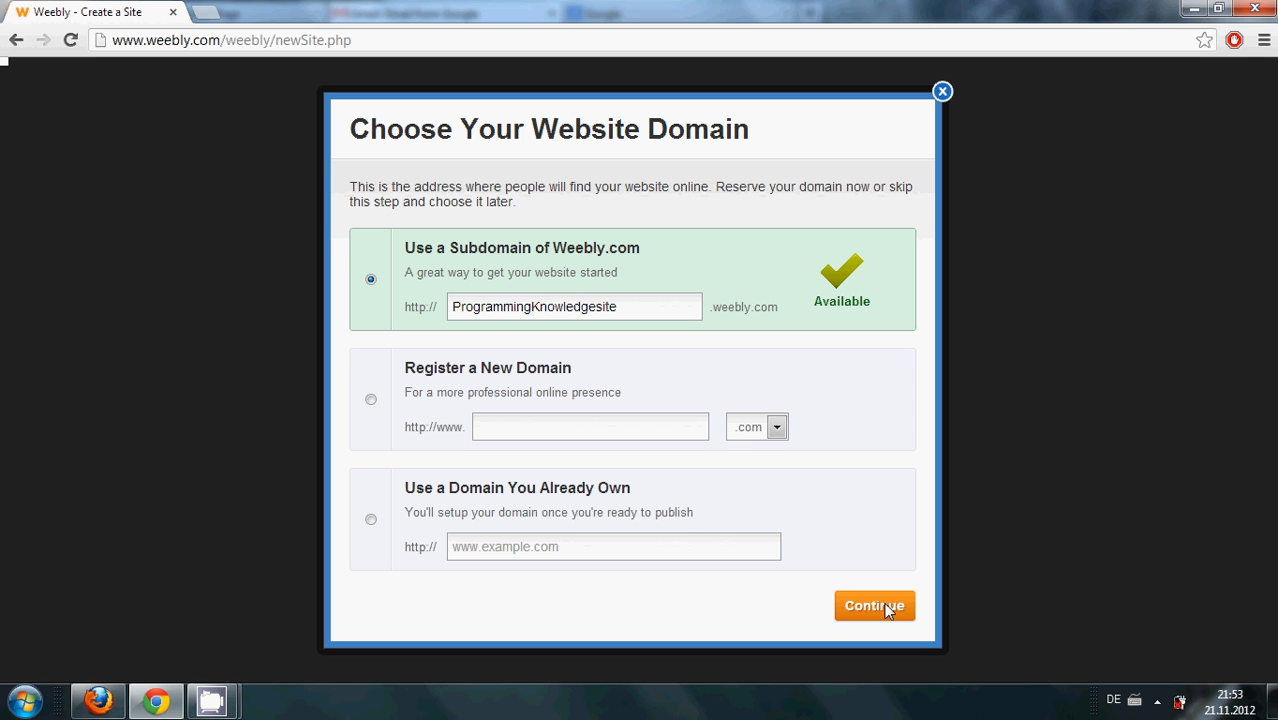 Weebly - Create a Site
www.weebly.com/weebly/newSite.php
Choose Your Website Domain
This is the address where people will find your website online. Reserve your domain now or skip
this step and choose it later.
Use a Subdomain of Weebly.com
A great way to get your website started
http:// ProgrammingKnowledgesite .weebly.com
Available
Register a New Domain
For a more professional online presence
http://www. .com
Use a Domain You Already Own
You'll setup your domain once you're ready to publish
http:// www.example.com
Continue
DE
21:53
21.11.2012